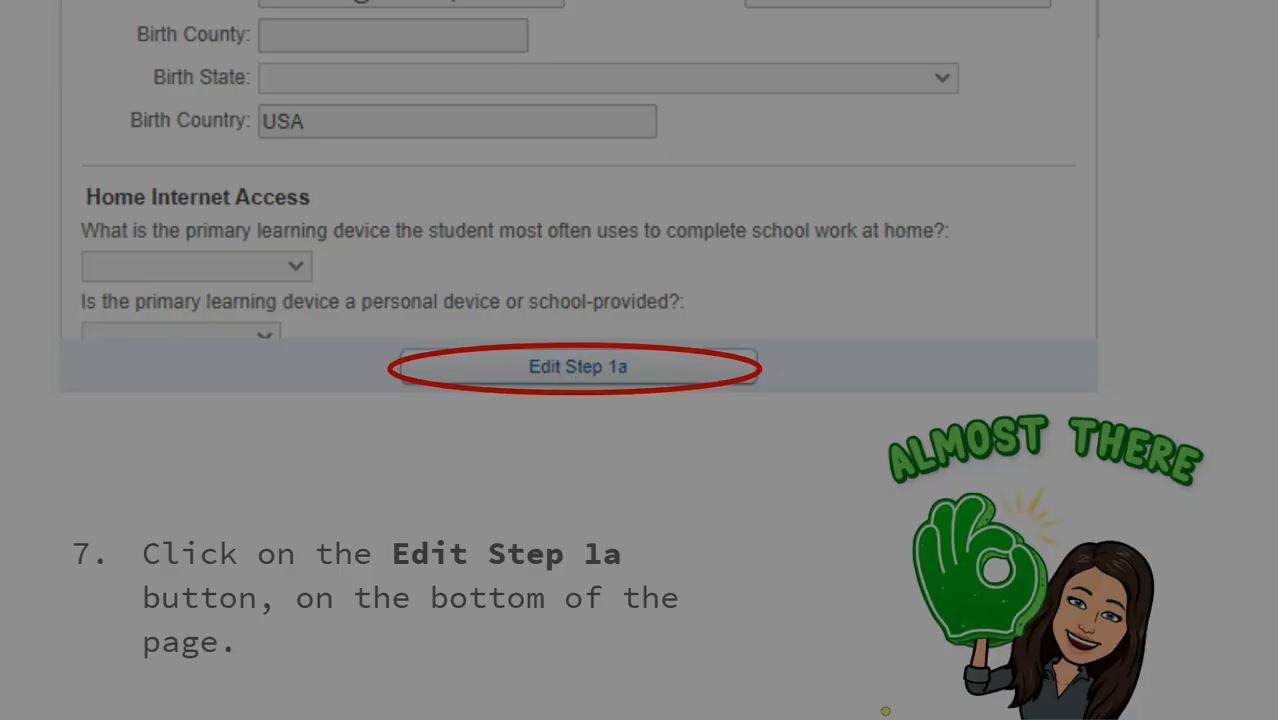 Birth County:
Birth State:
Birth Country: USA
Home Internet Access
What is the primary learning device the student most often uses to complete school work at home?:
Is the primary learning device a personal device or school-provided?:
Edit Step 1a
ALMOST THERE
7. Click on the Edit Step 1a
button, on the bottom of the
page.